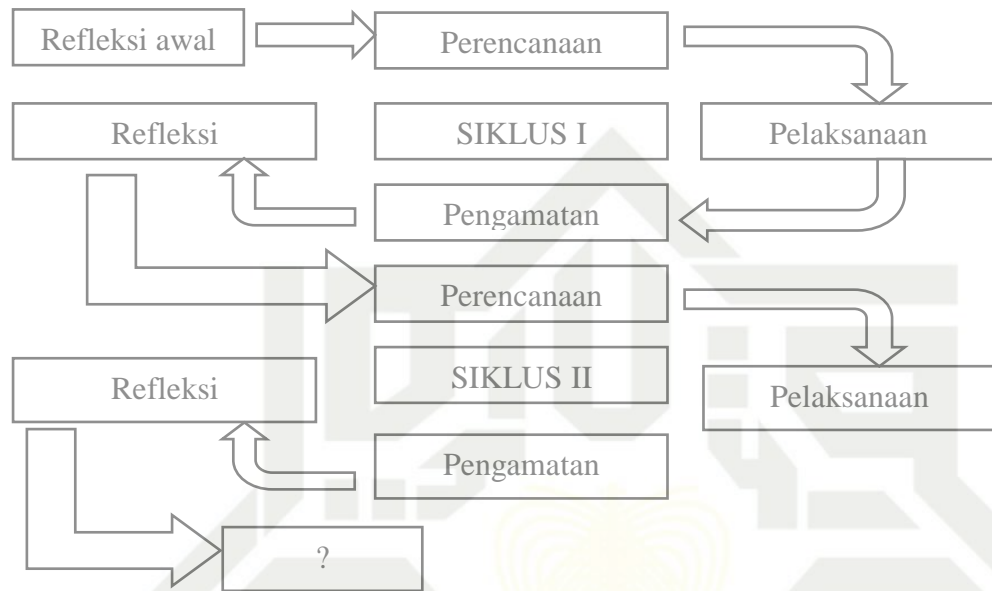 Refleksi awal
Perencanaan
Refleksi
SIKLUS I
Pelaksanaan
Pengamatan
Perencanaan
Refleksi
SIKLUS II
Pelaksanaan
Pengamatan
?